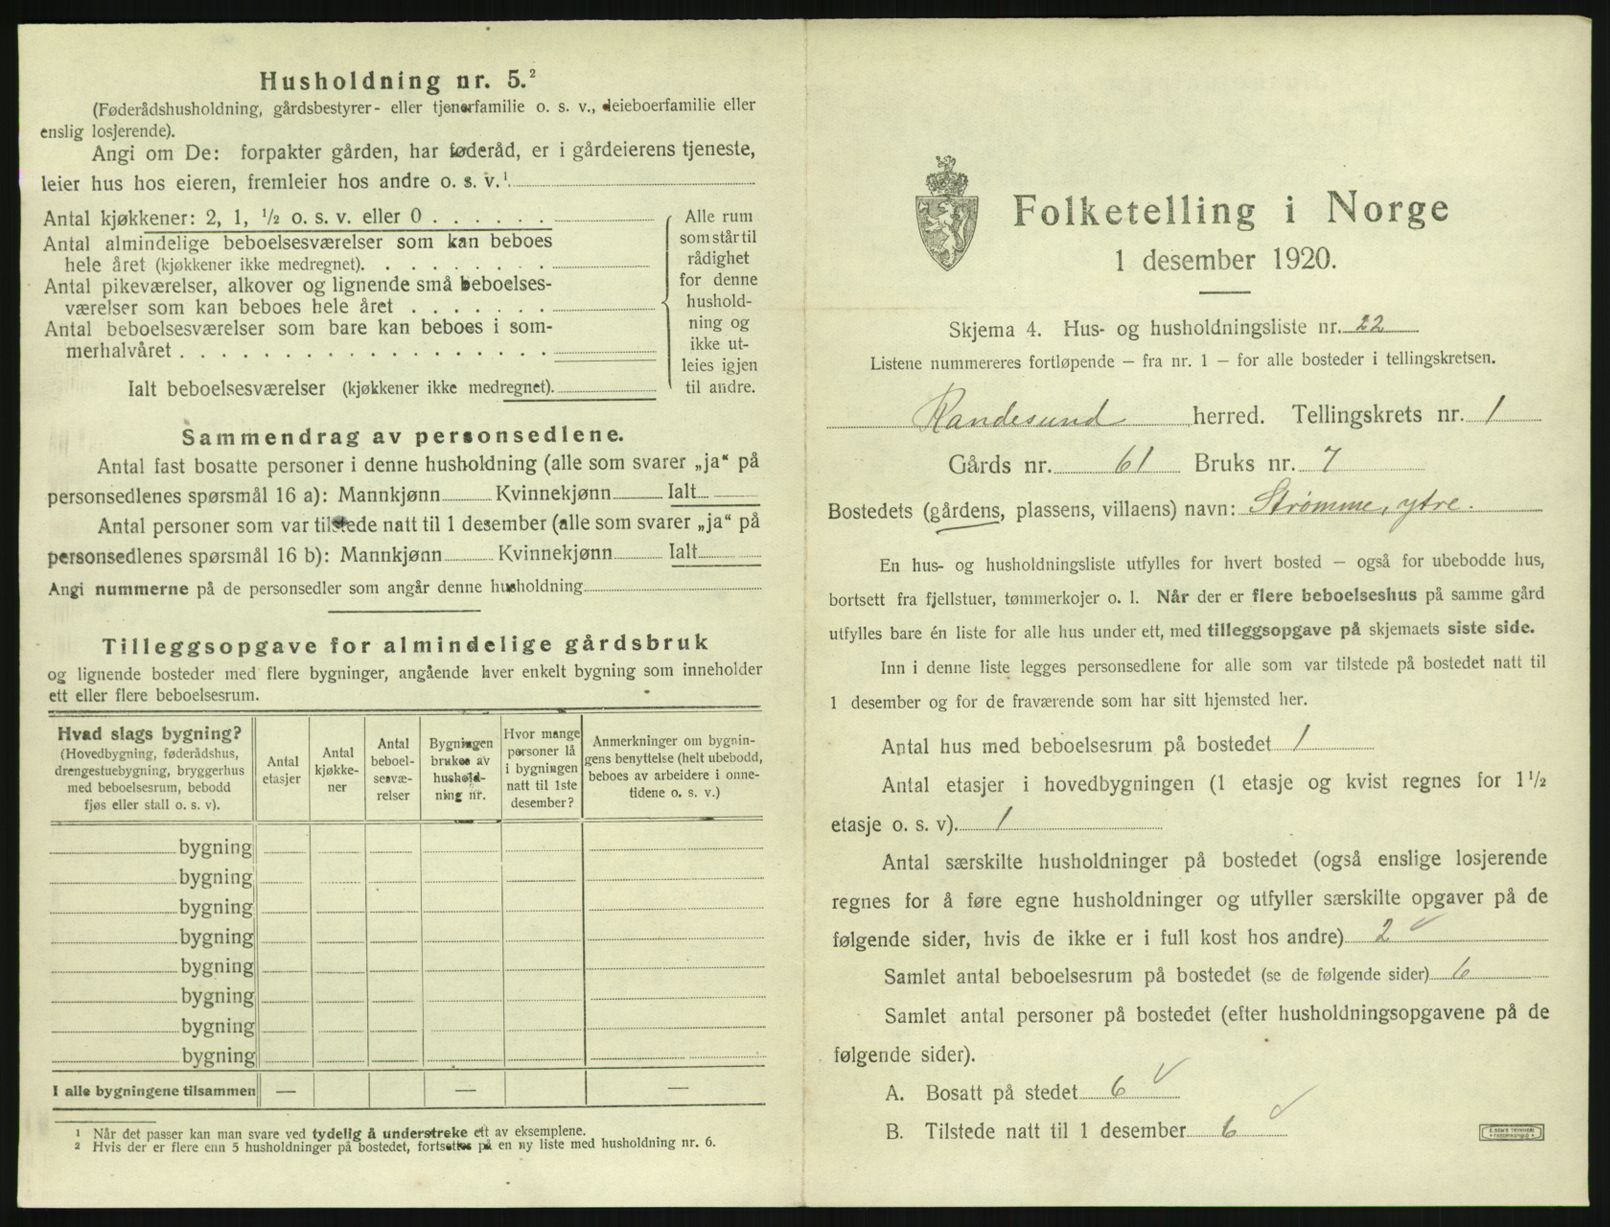 Husholdning nr. 5.²
(Føderådshusholdning, gårdsbestyrer- eller tjenerfamilie o. s. v., leieboerfamilie eller
enslig losjerende).
Angi om De: forpakter gården, har føderåd, er i gårdeierens tjeneste,
leier hus hos eieren, fremleier hos andre o. s. v.¹
Antal kjøkkener: 2, 1, ½ o. s. v. eller 0
Antal almindelige beboelsesværelser som kan beboes
hele året (kjøkkener ikke medregnet).
Antal pikeværelser, alkover og lignende små beboelses-
værelser som kan beboes hele året
Antal beboelsesværelser som bare kan beboes i som-
merhalvåret
Ialt beboelsesværelser (kjøkkener ikke medregnet).
Alle rum
som står til
rådighet
for denne
hushold-
ning og
ikke ut-
leies igjen
til andre.
Sammendrag av personsedlene.
Antal fast bosatte personer i denne husholdning (alle som svarer „ja“ på
personsedlenes spørsmål 16 a): Mannkjønn Kvinnekjønn Ialt
Antal personer som var tilstede natt til 1 desember (alle som svarer „ja“ på
personsedlenes spørsmål 16 b): Mannkjønn Kvinnekjønn Ialt
Angi nummerne på de personsedler som angår denne husholdning
Tilleggsopgave for almindelige gårdsbruk
og lignende bosteder med flere bygninger, angående hver enkelt bygning som inneholder
ett eller flere beboelsesrum.
Hvad slags bygning?
(Hovedbygning, føderådshus,
drengestuebygning, bryggerhus
med beboelsesrum, bebodd
fjøs eller stall o. s. v).
Antal
etasjer
Antal
kjøkke-
ner
Antal
beboel-
sesvæ-
relser
Bygningen
brukes av
hushold-
ning nr.
Hvor mange
personer lå
i bygningen
natt til 1ste
desember?
Anmerkninger om bygnin-
gens benyttelse (helt ubebodd,
beboes av arbeidere i onne-
tidene o. s. v.)
bygning
bygning
bygning
bygning
bygning
bygning
bygning
bygning
I alle bygningene tilsammen — — —
¹ Når det passer kan man svare ved tydelig å understreke ett av eksemplene.
² Hvis der er flere enn 5 husholdninger på bostedet, fortsettes på en ny liste med husholdning nr. 6.
Folketelling i Norge
1 desember 1920.
Skjema 4. Hus- og husholdningsliste nr. 22
Listene nummereres fortløpende – fra nr. 1 – for alle bosteder i tellingskretsen.
Randesund herred. Tellingskrets nr. 1
Gårds nr. 61 Bruks nr. 7
Bostedets (gårdens, plassens, villaens) navn: Strømme, ytre.
En hus- og husholdningsliste utfylles for hvert bosted – også for ubebodde hus,
bortsett fra fjellstuer, tømmerkojer o. l. Når der er flere beboelseshus på samme gård
utfylles bare én liste for alle hus under ett, med tilleggsopgave på skjemaets siste side.
Inn i denne liste legges personsedlene for alle som var tilstede på bostedet natt til
1 desember og for de fraværende som har sitt hjemsted her.
Antal hus med beboelsesrum på bostedet 1
Antal etasjer i hovedbygningen (1 etasje og kvist regnes for 1½
etasje o. s. v). 1
Antal særskilte husholdninger på bostedet (også enslige losjerende
regnes for å føre egne husholdninger og utfyller særskilte opgaver på de
følgende sider, hvis de ikke er i full kost hos andre) 2 ✓
Samlet antal beboelsesrum på bostedet (se de følgende sider) 6
Samlet antal personer på bostedet (efter husholdningsopgavene på de
følgende sider).
A. Bosatt på stedet 6 ✓
B. Tilstede natt til 1 desember 6 ✓